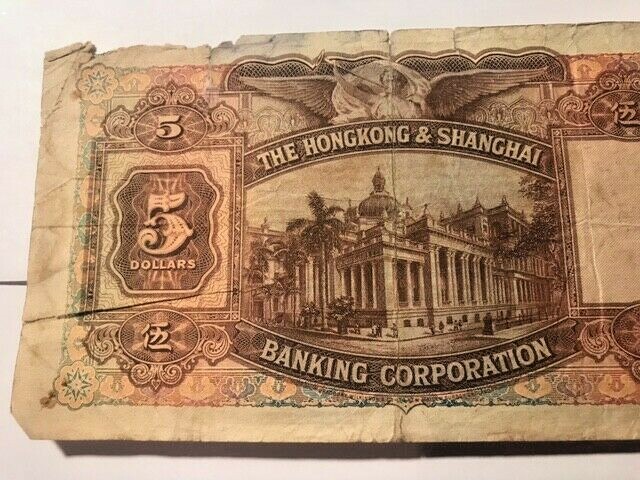 5
伍
THE HONGKONG & SHANGHAI
5
DOLLARS
伍
BANKING CORPORATION